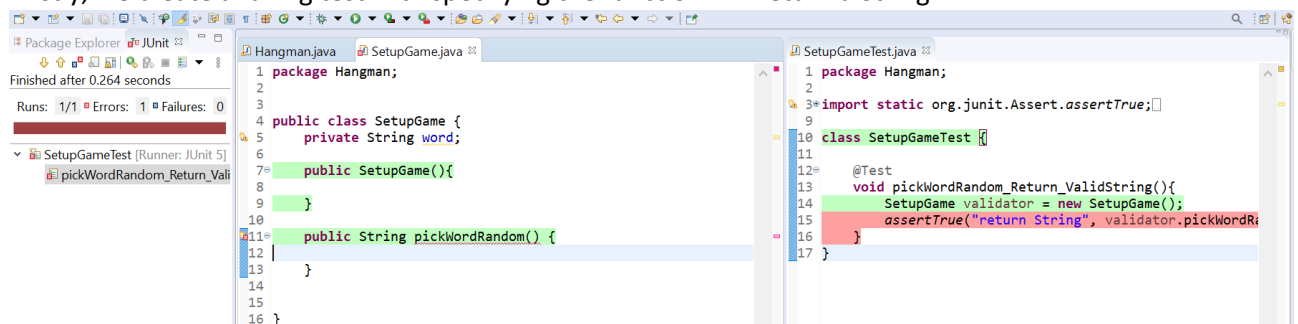 Package Explorer JUnit
Finished after 0.264 seconds
Runs: 1/1 Errors: 1 Failures: 0
SetupGameTest [Runner: JUnit 5]
pickWordRandom_Return_Vali
Hangman.java SetupGame.java
1 package Hangman;
2
3
4 public class SetupGame {
5 private String word;
6
7 public SetupGame(){
8
9 }
10
11 public String pickWordRandom() {
12
13 }
14
15
16 }
SetupGameTest.java
1 package Hangman;
2
3 import static org.junit.Assert.assertTrue;
9
10 class SetupGameTest {
11
12 @Test
13 void pickWordRandom_Return_ValidString(){
14 SetupGame validator = new SetupGame();
15 assertTrue("return String", validator.pickWordRa
16 }
17 }